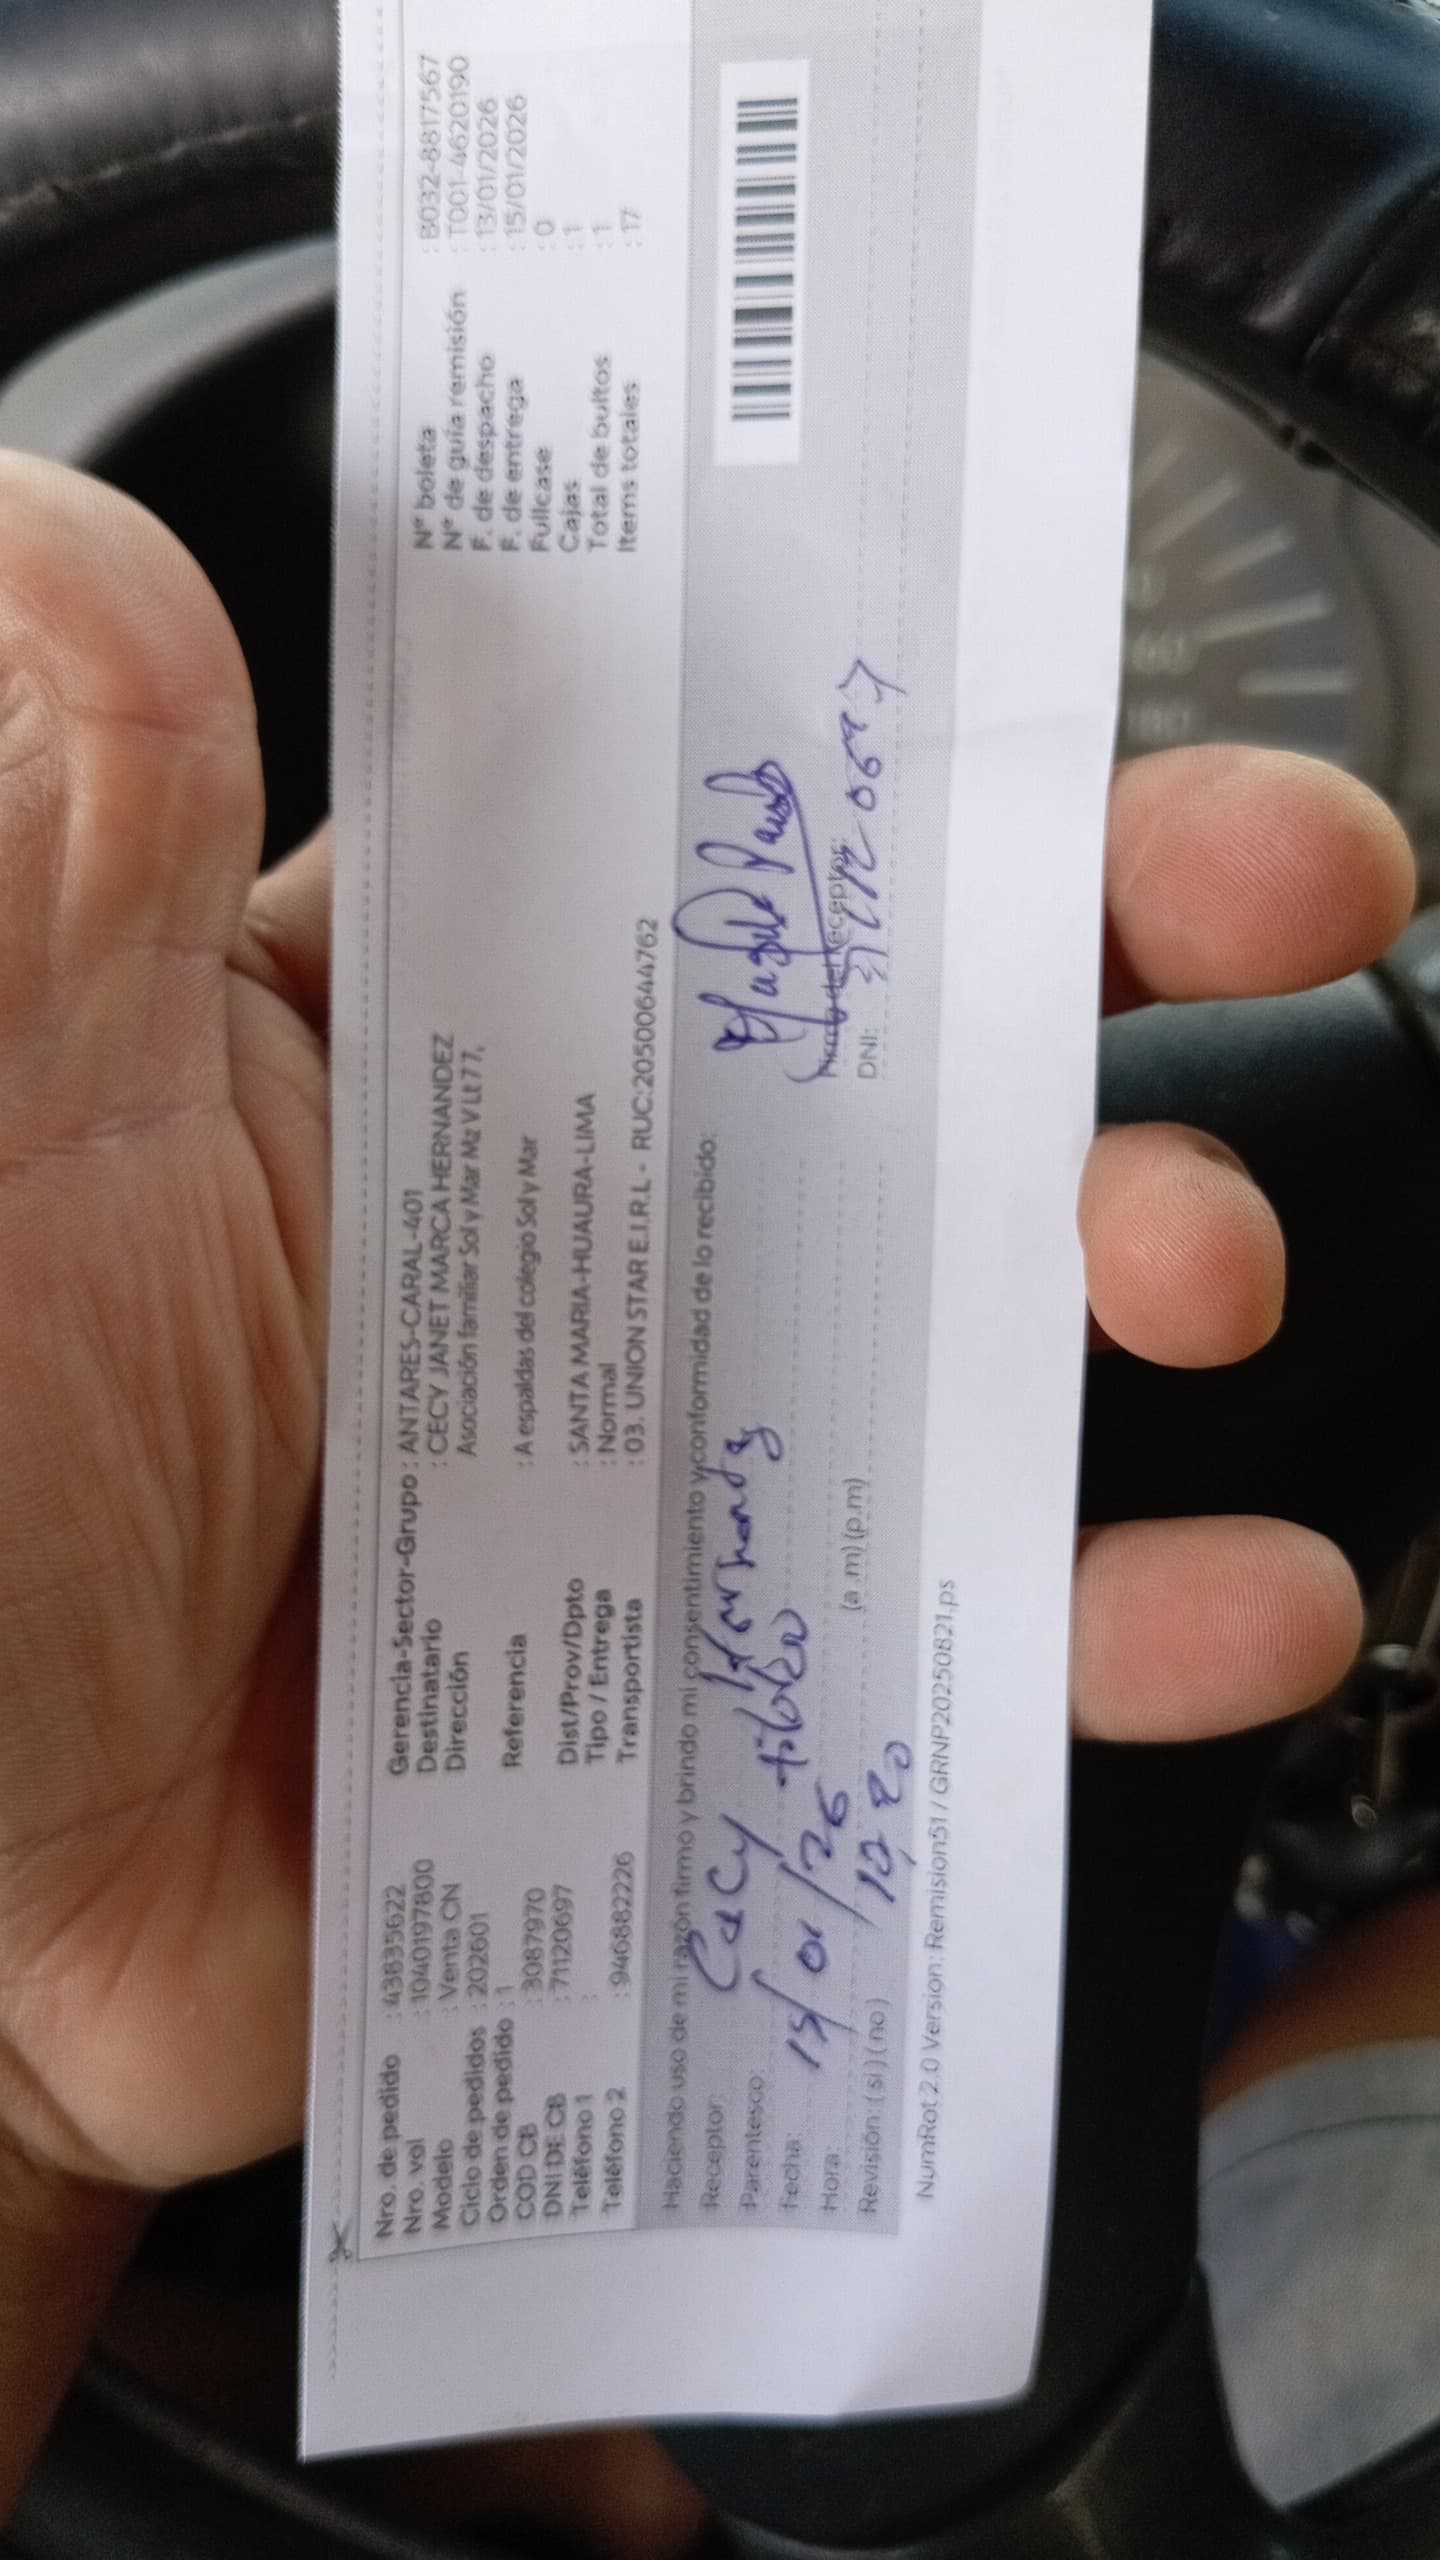 Nro. de pedido : 43835622
Nro. vol : 1040197800
Modelo : Venta CN
Ciclo de pedidos : 202601
Orden de pedido : 1
COD CB : 3087970
DNI DE CB : 71120697
Teléfono 1 :
Teléfono 2 : 946882226
Gerencia-Sector-Grupo : ANTARES-CARAL-401
Destinatario : CECY JANET MARCA HERNANDEZ
Dirección Asociación familiar Sol y Mar Mz V Lt 77,
Referencia : A espaldas del colegio Sol y Mar
Dist/Prov/Dpto : SANTA MARIA-HUAURA-LIMA
Tipo / Entrega : Normal
Transportista : 03. UNION STAR E.I.R.L - RUC:20500644762
N° boleta : B032-8817567
N° de guía remisión : T001-4620190
F. de despacho : 13/01/2026
F. de entrega : 15/01/2026
Fullcase : 0
Cajas : 1
Total de bultos : 1
Items totales : 17
Haciendo uso de mi razón firmo y brindo mi consentimiento y conformidad de lo recibido:
Receptor: Cecy Hernandez
Parentesco: titular
Fecha: 15/01/26
Hora: 12,20 (a.m) (p.m)
Revisión: (si) (no)
Firma del Receptor:
DNI:
NumRot 2.0 Version: Remision51 / GRNP20250821.ps